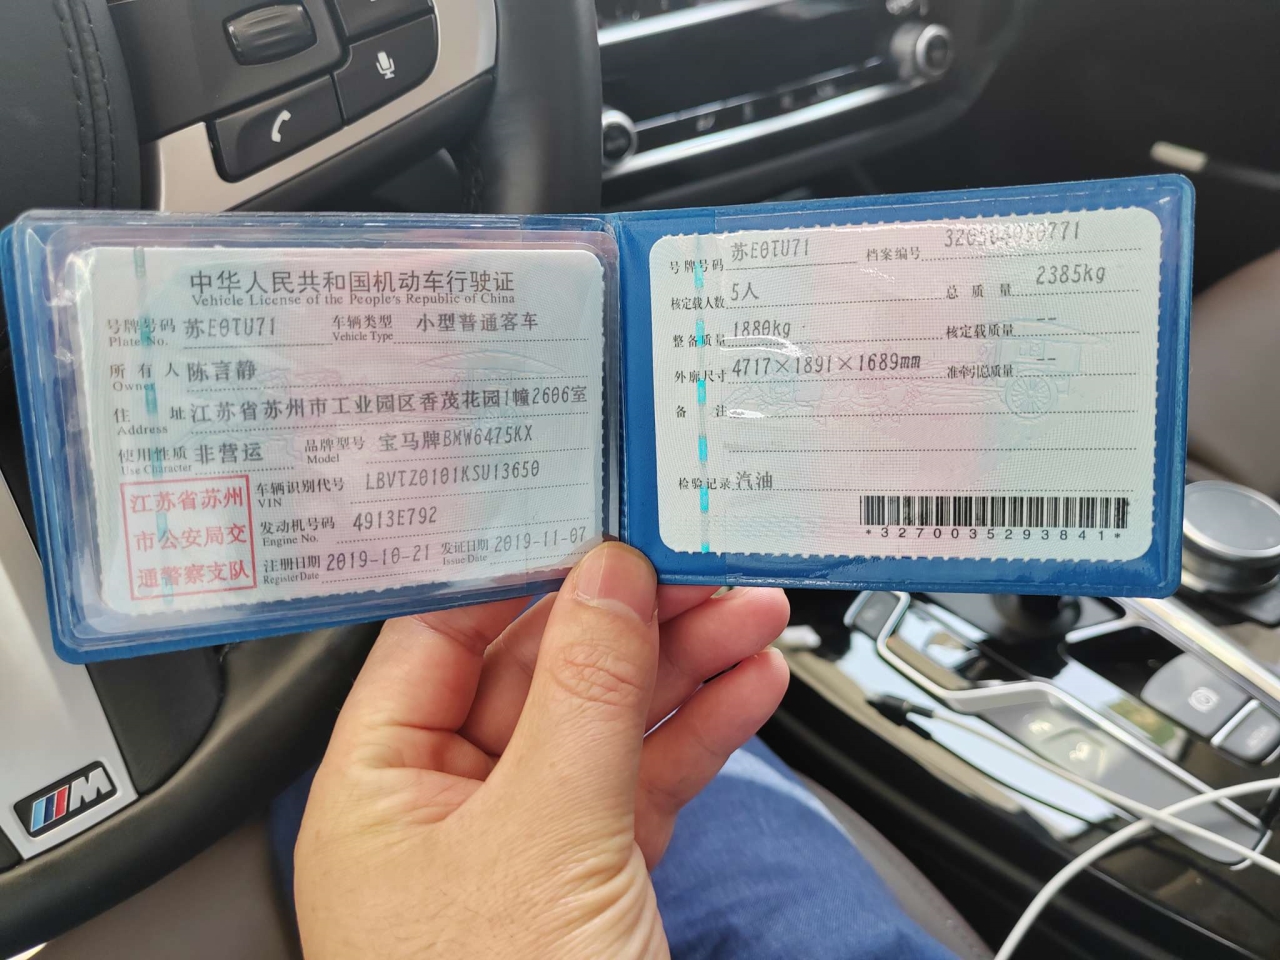 中华人民共和国机动车行驶证
Vehicle License of the People's Republic of China
号牌号码 苏E0TU71 车辆类型 小型普通客车
Plate No. Vehicle Type
所有人 陈言静
Owner
住址 江苏省苏州市工业园区香茂花园1幢2606室
Address
使用性质 非营运 品牌型号 宝马牌BMW6475KX
Use Character Model
江苏省苏州
市公安局交
通警察支队
车辆识别代号 LBVTZ0101KSU13650
VIN
发动机号码 4913E792
Engine No.
注册日期 2019-10-21 发证日期 2019-11-07
Register Date Issue Date
号牌号码 苏E0TU71 档案编号
核定载人数 5人 总质量 2385kg
整备质量 1880kg 核定载质量 --
外廓尺寸 4717×1891×1689mm 准牵引总质量 --
备注
检验记录 汽油
*3270035293841*
M